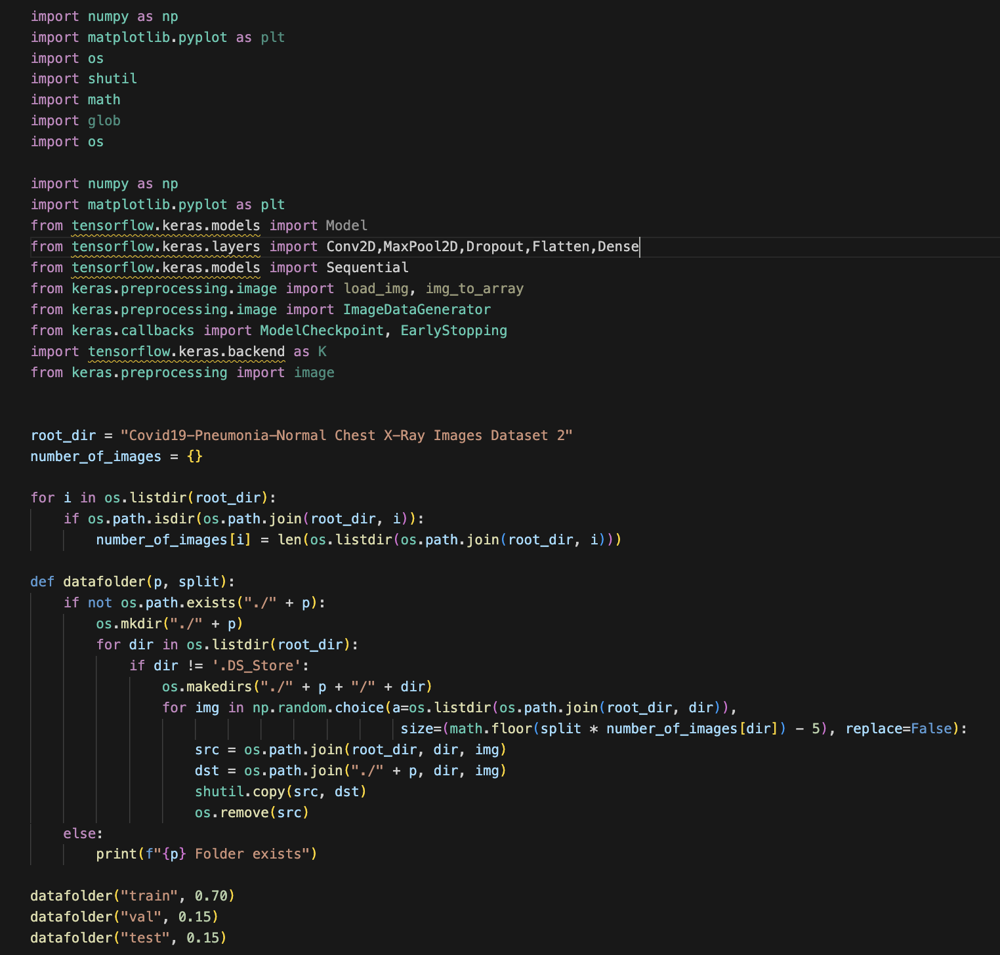 import numpy as np
import matplotlib.pyplot as plt
import os
import shutil
import math
import glob
import os

import numpy as np
import matplotlib.pyplot as plt
from tensorflow.keras.models import Model
from tensorflow.keras.layers import Conv2D,MaxPool2D,Dropout,Flatten,Dense
from tensorflow.keras.models import Sequential
from keras.preprocessing.image import load_img, img_to_array
from keras.preprocessing.image import ImageDataGenerator
from keras.callbacks import ModelCheckpoint, EarlyStopping
import tensorflow.keras.backend as K
from keras.preprocessing import image


root_dir = "Covid19-Pneumonia-Normal Chest X-Ray Images Dataset 2"
number_of_images = {}

for i in os.listdir(root_dir):
    if os.path.isdir(os.path.join(root_dir, i)):
        number_of_images[i] = len(os.listdir(os.path.join(root_dir, i)))

def datafolder(p, split):
    if not os.path.exists("./" + p):
        os.mkdir("./" + p)
        for dir in os.listdir(root_dir):
            if dir != '.DS_Store':
                os.makedirs("./" + p + "/" + dir)
                for img in np.random.choice(a=os.listdir(os.path.join(root_dir, dir)),
                                             size=(math.floor(split * number_of_images[dir]) - 5), replace=False):
                    src = os.path.join(root_dir, dir, img)
                    dst = os.path.join("./" + p, dir, img)
                    shutil.copy(src, dst)
                    os.remove(src)
    else:
        print(f"{p} Folder exists")

datafolder("train", 0.70)
datafolder("val", 0.15)
datafolder("test", 0.15)